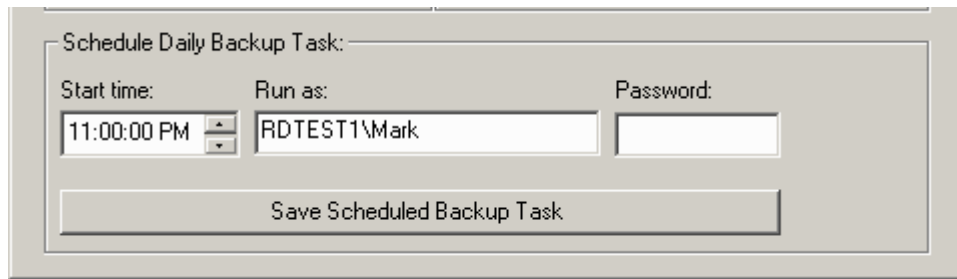 Schedule Daily Backup Task:
Start time: Run as: Password:
11:00:00 PM RDTEST1\Mark
Save Scheduled Backup Task